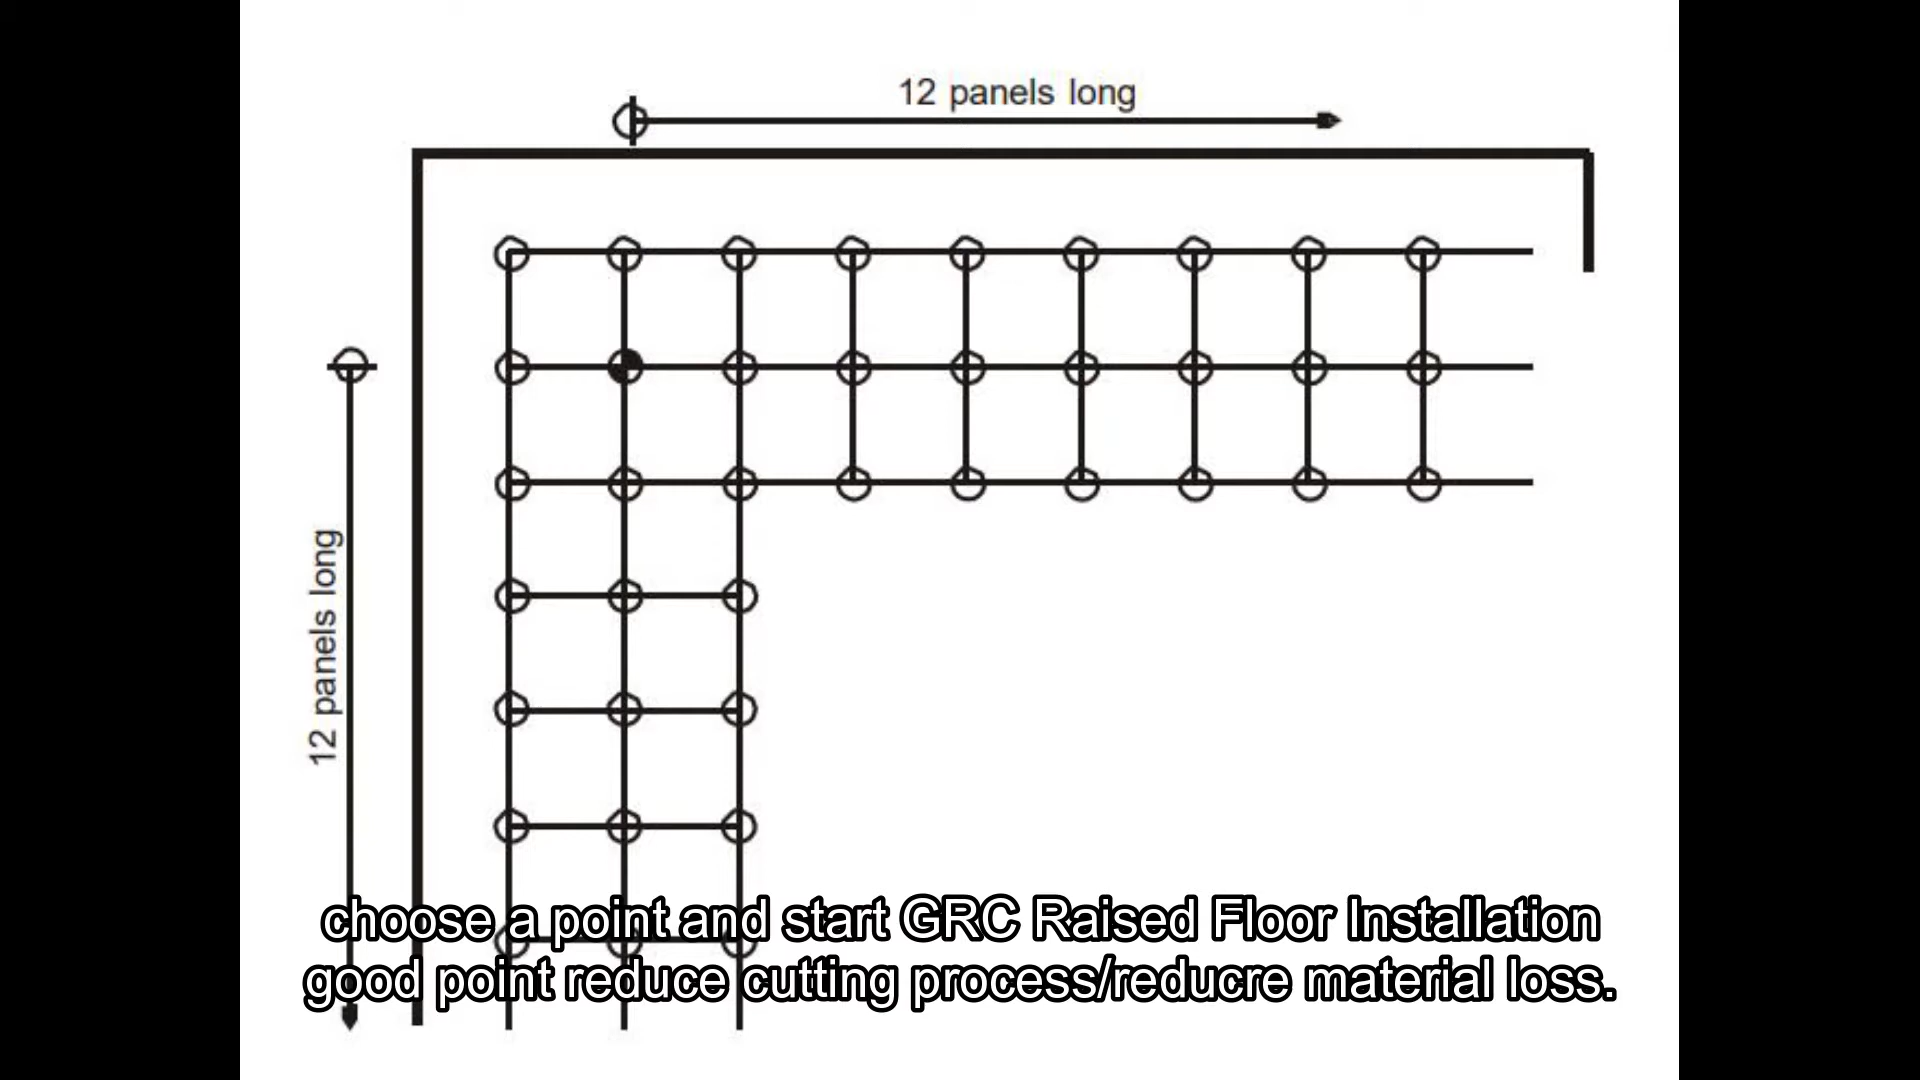 12 panels long
12 panels long
choose a point and start GRC Raised Floor Installation
good point reduce cutting process/reducre material loss.